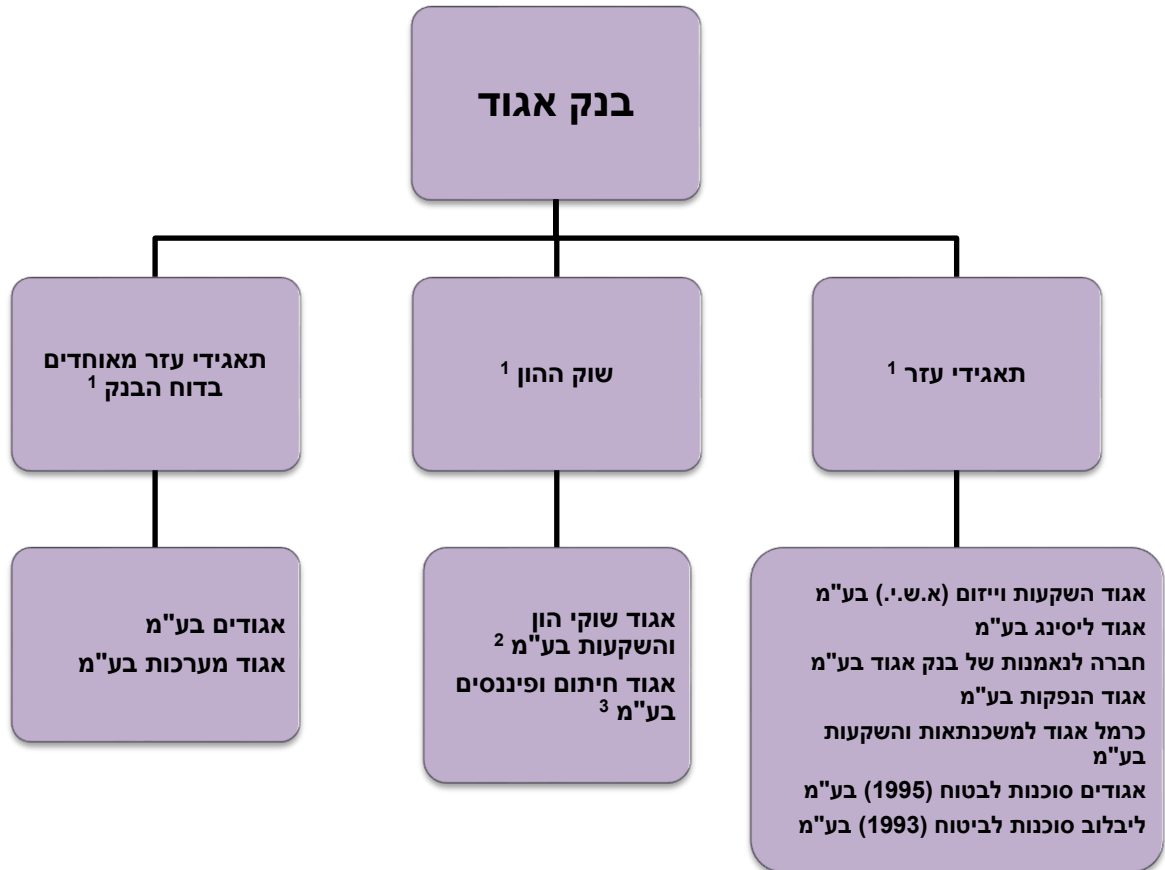 בנק אגוד
תאגידי עזר 1
שוק ההון 1
תאגידי עזר מאוחדים
בדוח הבנק 1
אגוד השקעות וייזום (א.ש.י.) בע"מ
אגוד ליסינג בע"מ
חברה לנאמנות של בנק אגוד בע"מ
אגוד הנפקות בע"מ
כרמל אגוד למשכנתאות והשקעות
בע"מ
אגודים סוכנות לבטוח (1995) בע"מ
ליבלוב סוכנות לביטוח (1993) בע"מ
אגוד שוקי הון
והשקעות בע"מ 2
אגוד חיתום ופיננסים
בע"מ 3
אגודים בע"מ
אגוד מערכות בע"מ